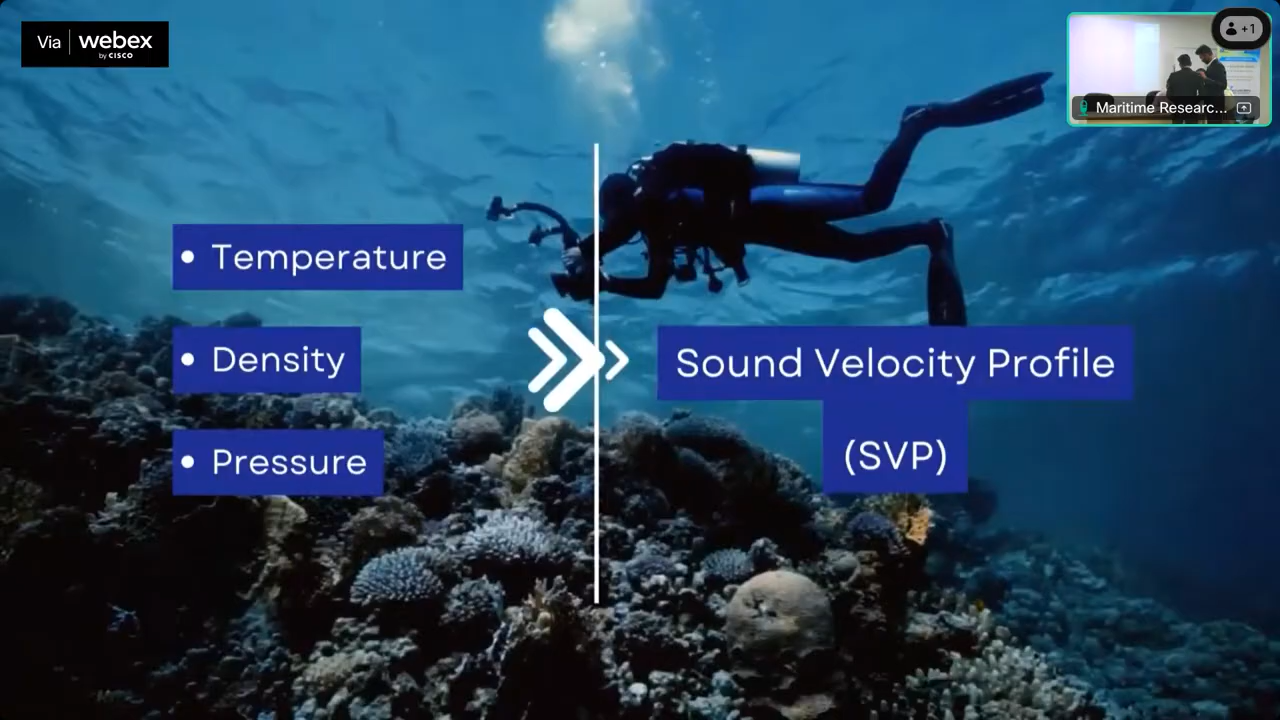 Via | webex
by CISCO
+1
Maritime Researc...
• Temperature
• Density
• Pressure
Sound Velocity Profile
(SVP)